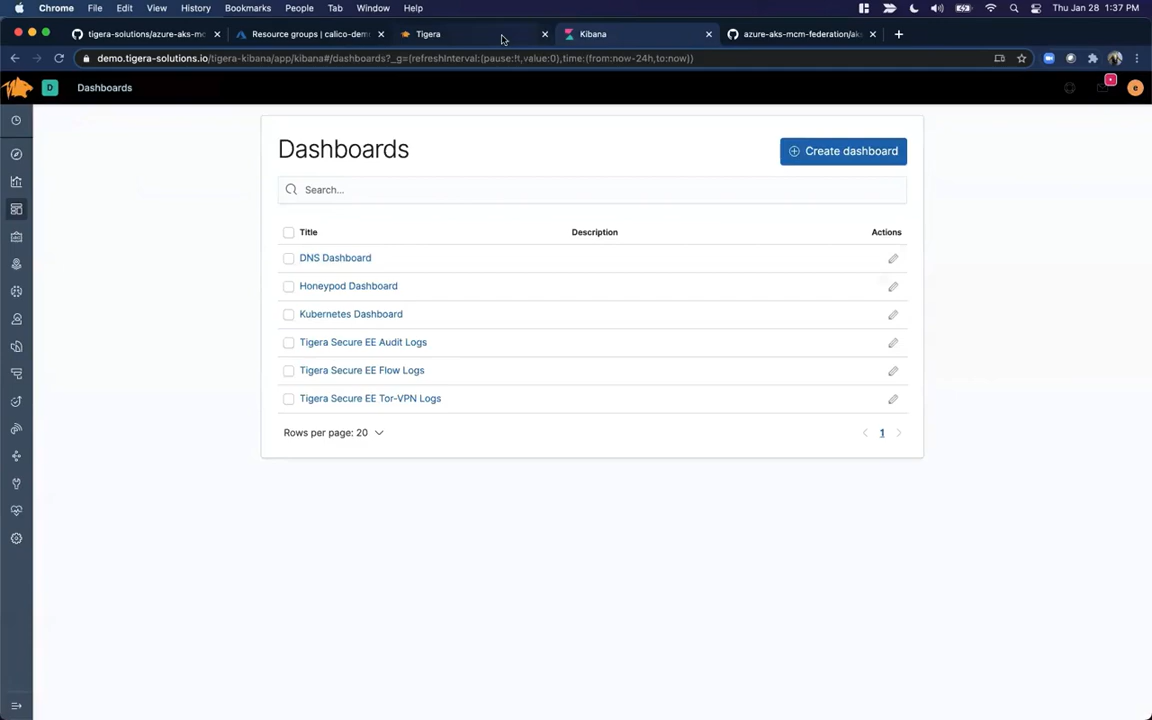 Chrome File Edit View History Bookmarks People Tab Window Help Thu Jan 28 1:37 PM
tigera-solutions/azure-aks-mc Resource groups | calico-dem Tigera Kibana azure-aks-mcm-federation/ak
demo.tigera-solutions.io/tigera-kibana/app/kibana#/dashboards?_g=(refreshInterval:(pause:!t,value:0),time:(from:now-24h,to:now))
D Dashboards e
Dashboards
Create dashboard
Search...
Title Description Actions
DNS Dashboard
Honeypod Dashboard
Kubernetes Dashboard
Tigera Secure EE Audit Logs
Tigera Secure EE Flow Logs
Tigera Secure EE Tor-VPN Logs
Rows per page: 20 1